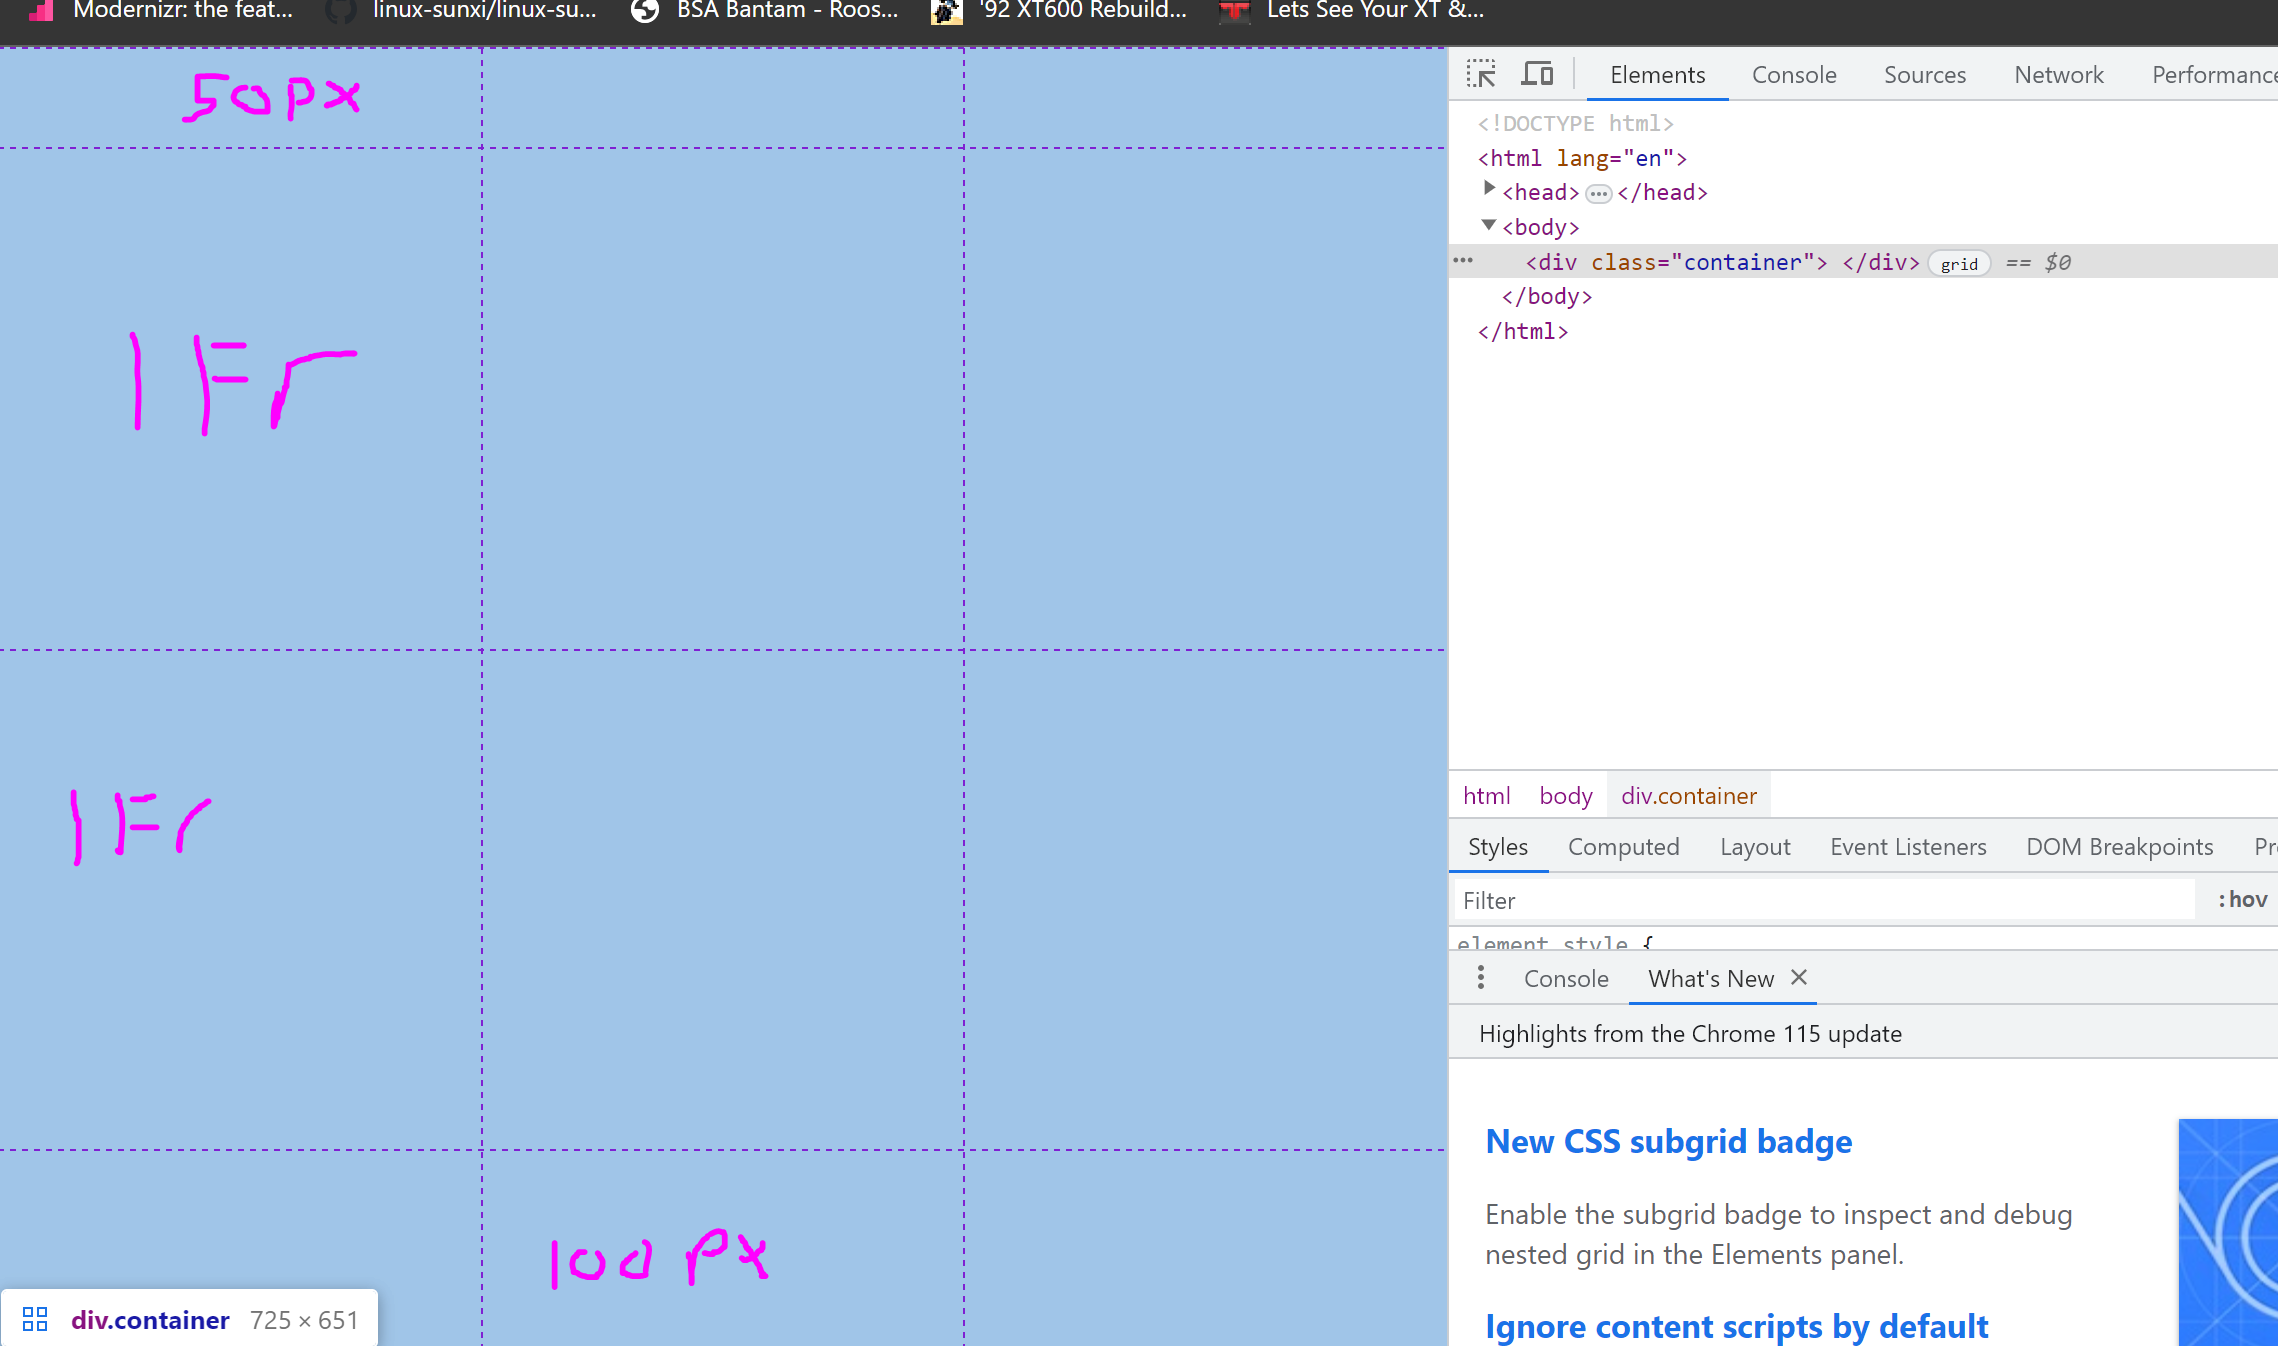 Modernizr: the feat... linux-sunxi/linux-su... BSA Bantam - Roos... '92 XT600 Rebuild... Lets See Your XT &...
50px
1Fr
1Fr
100 PX
div.container 725 × 651
Elements Console Sources Network Performance
<!DOCTYPE html>
<html lang="en">
<head> ••• </head>
<body>
••• <div class="container"> </div> grid == $0
</body>
</html>
html body div.container
Styles Computed Layout Event Listeners DOM Breakpoints Pr
Filter :hov
element.style {
Console What's New
Highlights from the Chrome 115 update
New CSS subgrid badge
Enable the subgrid badge to inspect and debug
nested grid in the Elements panel.
Ignore content scripts by default